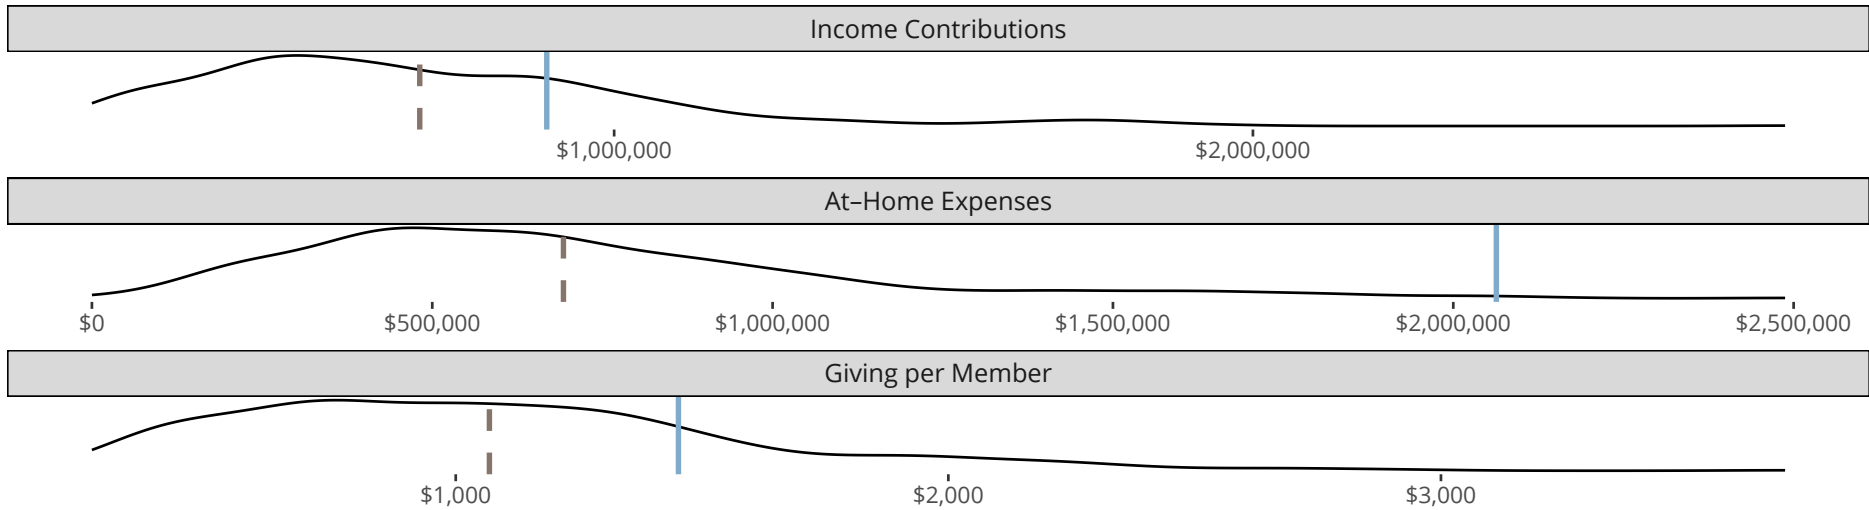 Income Contributions
$1,000,000 $2,000,000
At–Home Expenses
$0 $500,000 $1,000,000 $1,500,000 $2,000,000 $2,500,000
Giving per Member
$1,000 $2,000 $3,000